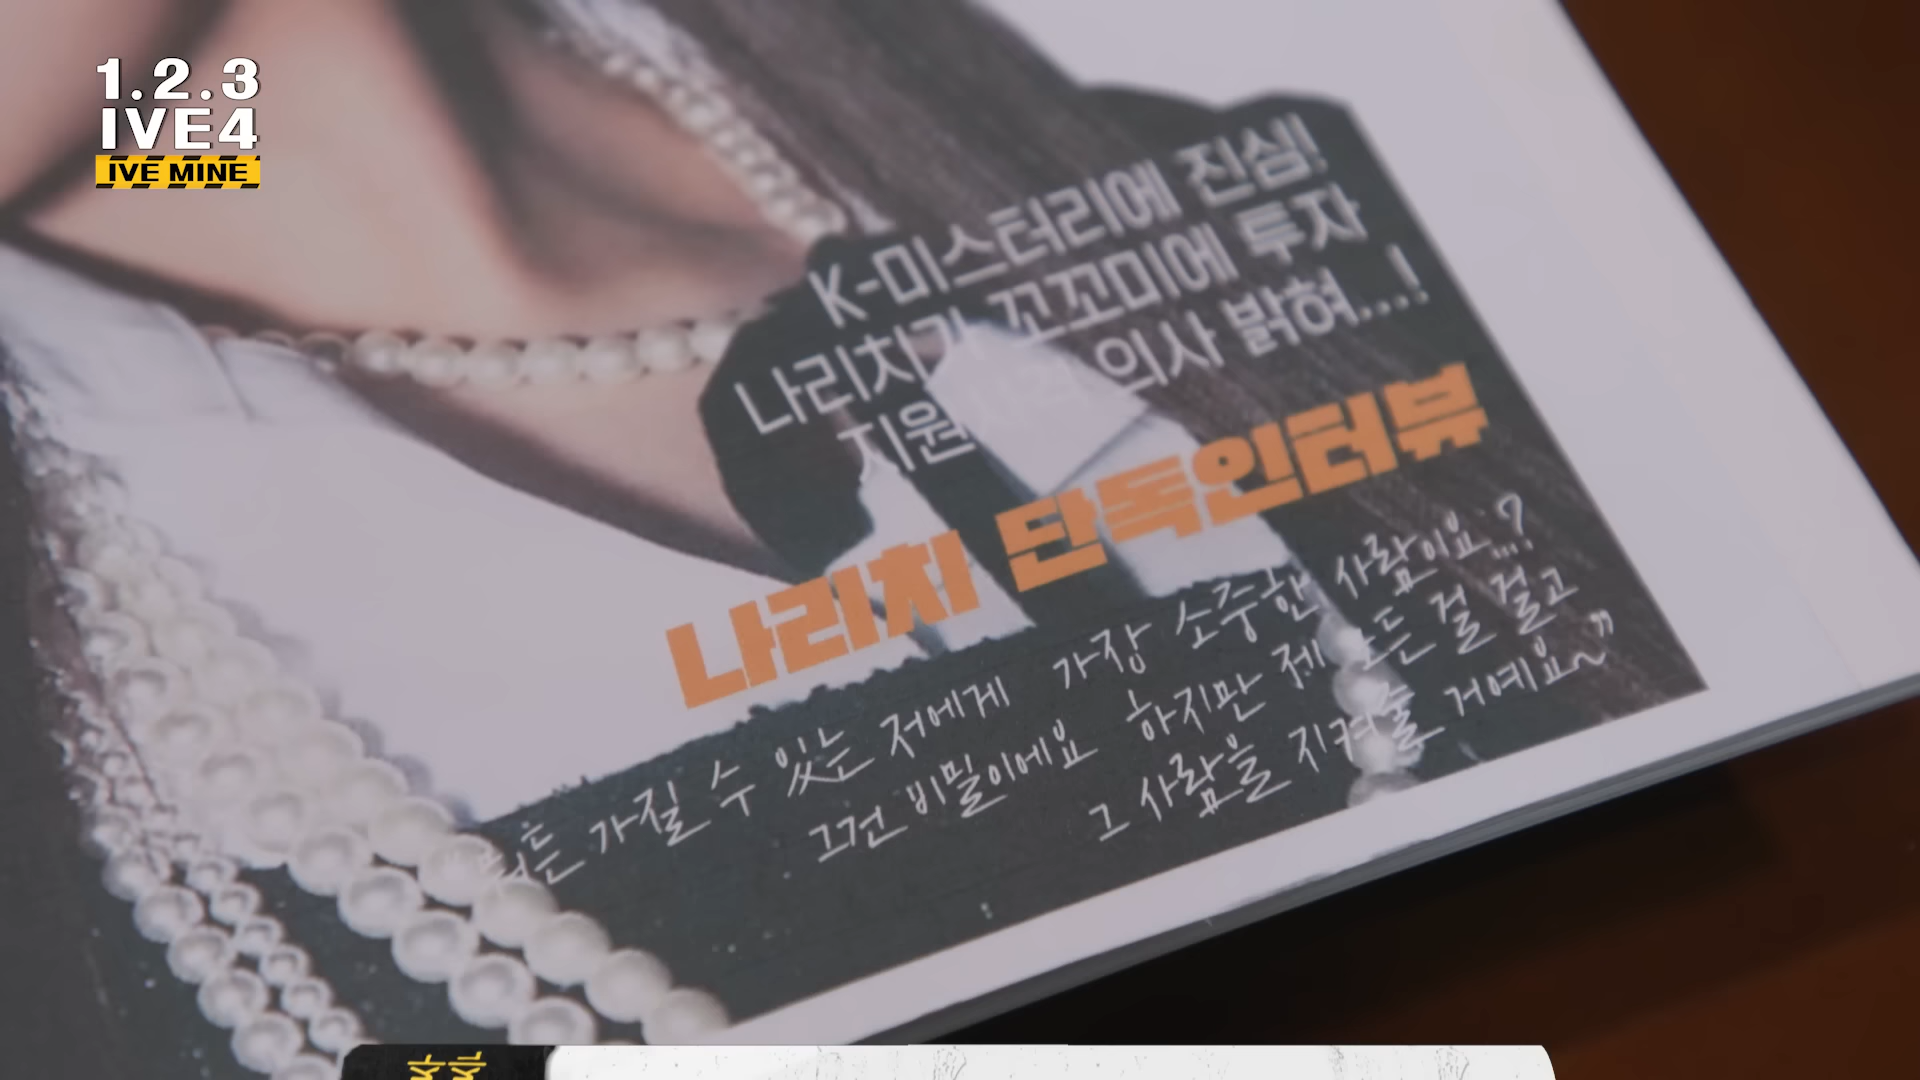 1.2.3
IVE4
IVE MINE
K-미스터리에 진심!
나리치가 꼬꼬미에 투자
지원 의사 밝혀...!
나리치 단독인터뷰
가질 수 있는 저에게 가장 소중한 사람이요...?
그건 비밀이에요 하지만 제 모든 걸 걸고
그 사람을 지켜줄 거예요~"